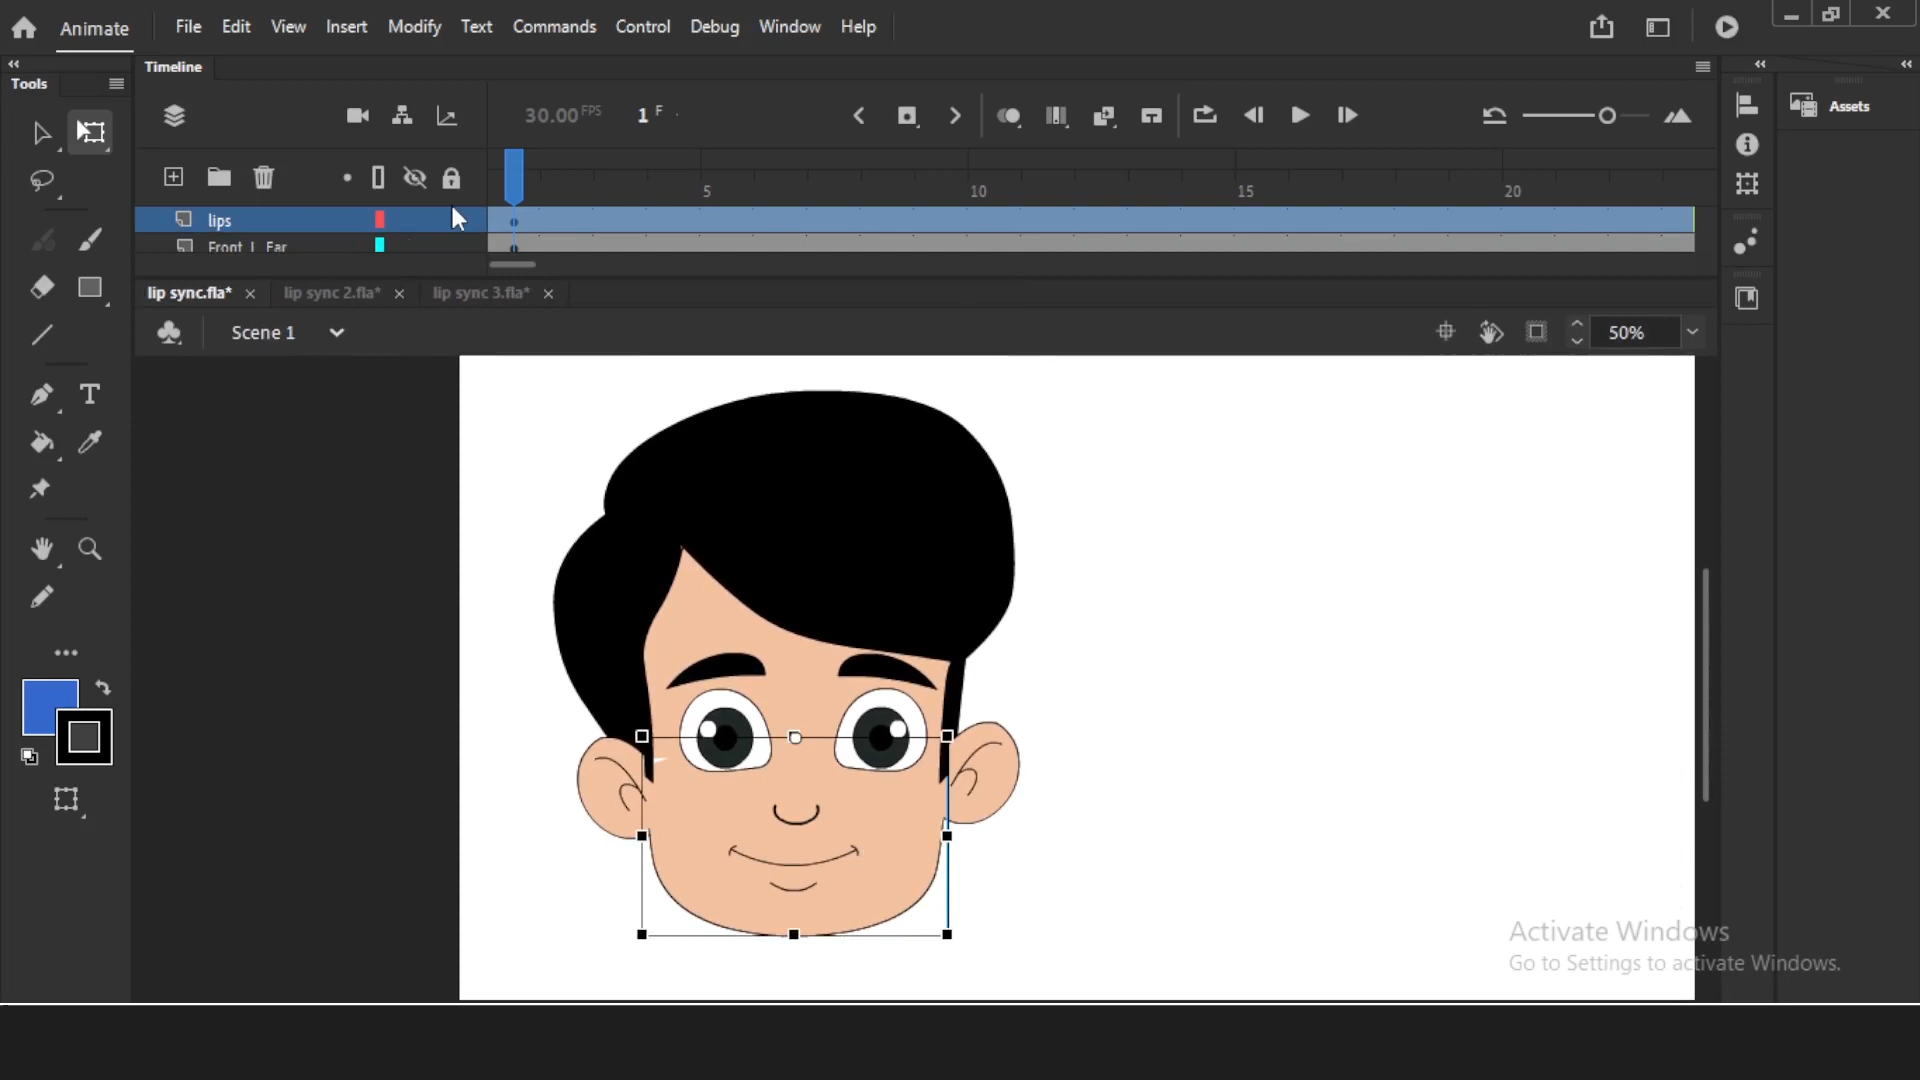 Animate File Edit View Insert Modify Text Commands Control Debug Window Help
Timeline
Tools
30.00 FPS 1 F
Assets
5 10 15 20
lips
Front_L_Ear
lip sync.fla* lip sync 2.fla* lip sync 3.fla*
Scene 1 50%
T
Activate Windows
Go to Settings to activate Windows.